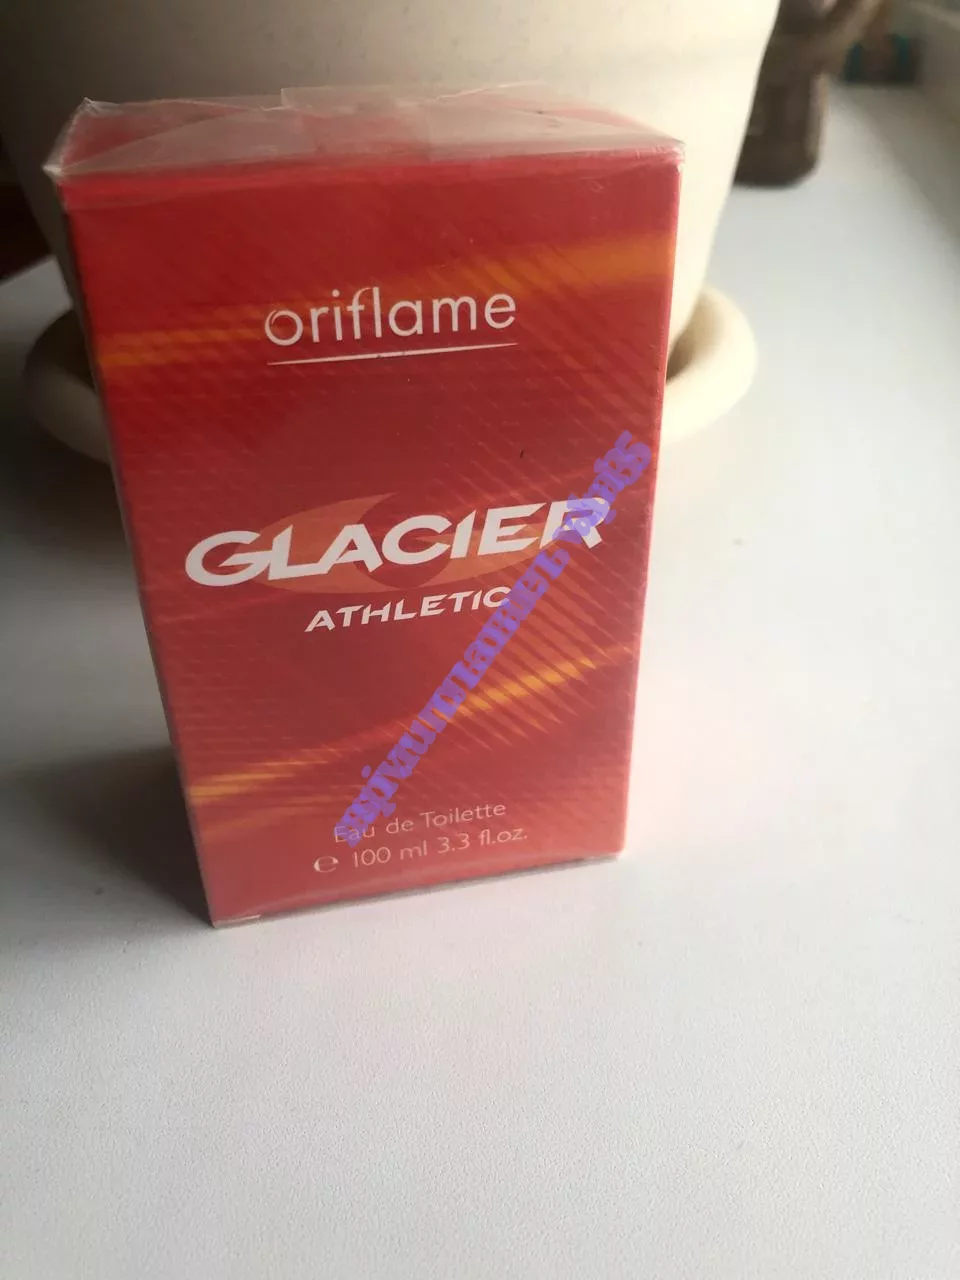 oriflame
GLACIER
ATHLETIC
Eau de Toilette
e 100 ml 3.3 fl.oz.